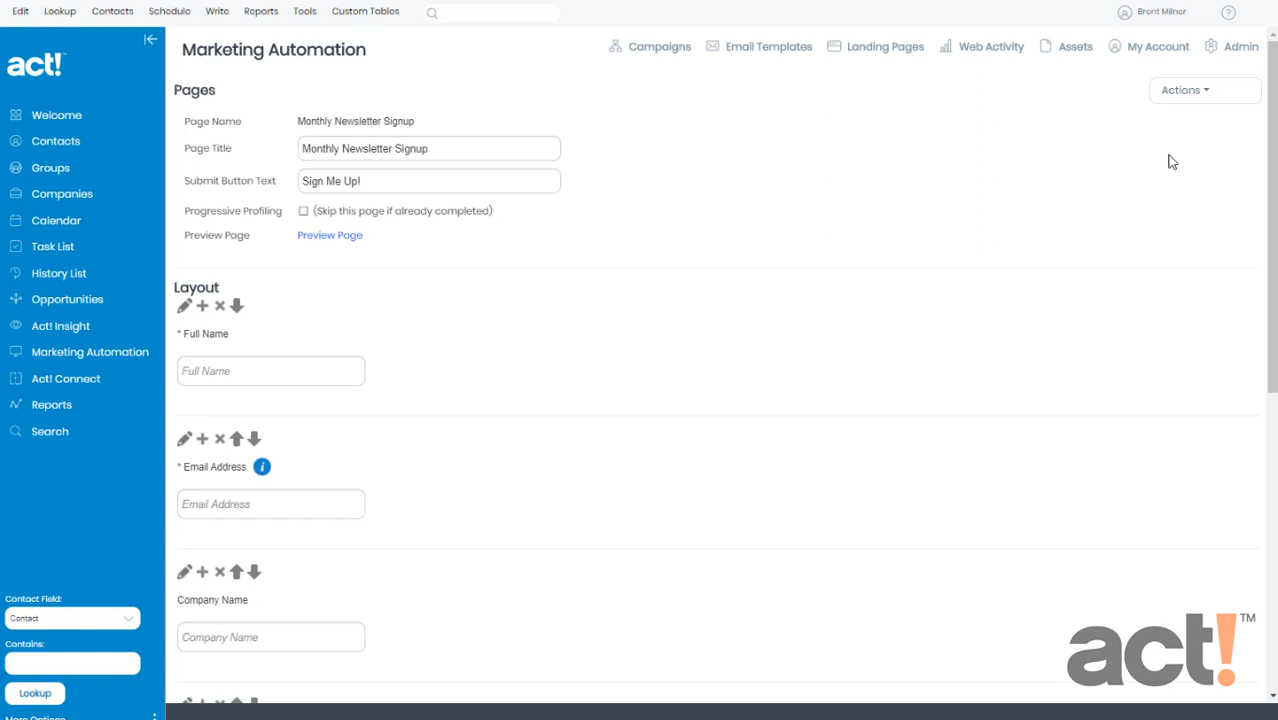 Edit Lookup Contacts Schedule Write Reports Tools Custom Tables Brent Milner ?
act!
Marketing Automation
Campaigns Email Templates Landing Pages Web Activity Assets My Account Admin
Welcome
Contacts
Groups
Companies
Calendar
Task List
History List
Opportunities
Act! Insight
Marketing Automation
Act! Connect
Reports
Search
Contact Field:
Contact
Contains:
Lookup
More Options
Pages
Actions
Page Name Monthly Newsletter Signup
Page Title Monthly Newsletter Signup
Submit Button Text Sign Me Up!
Progressive Profiling (Skip this page if already completed)
Preview Page Preview Page
Layout
* Full Name
Full Name
* Email Address i
Email Address
Company Name
Company Name
act!™